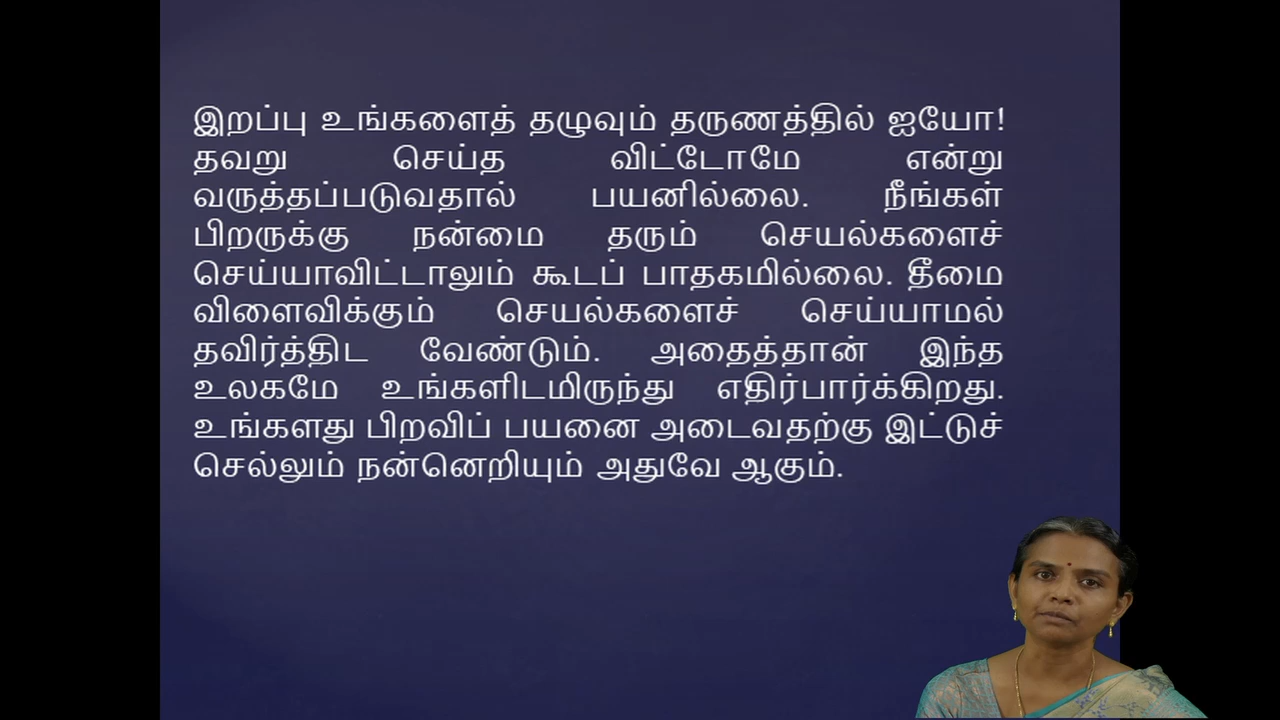 இறப்பு உங்களைத் தழுவும் தருணத்தில் ஐயோ!
தவறு செய்த விட்டோமே என்று
வருத்தப்படுவதால் பயனில்லை. நீங்கள்
பிறருக்கு நன்மை தரும் செயல்களைச்
செய்யாவிட்டாலும் கூடப் பாதகமில்லை. தீமை
விளைவிக்கும் செயல்களைச் செய்யாமல்
தவிர்த்திட வேண்டும். அதைத்தான் இந்த
உலகமே உங்களிடமிருந்து எதிர்பார்க்கிறது.
உங்களது பிறவிப் பயனை அடைவதற்கு இட்டுச்
செல்லும் நன்னெறியும் அதுவே ஆகும்.